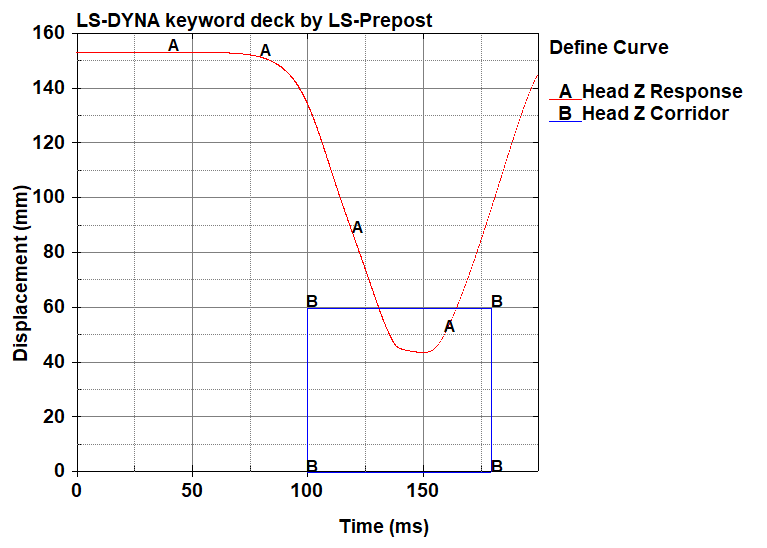 LS-DYNA keyword deck by LS-Prepost
160
140
120
100
80
60
40
20
0
Displacement (mm)
0
50
100
150
Time (ms)
A
A
A
A
B
B
B
B
Define Curve
A Head Z Response
B Head Z Corridor